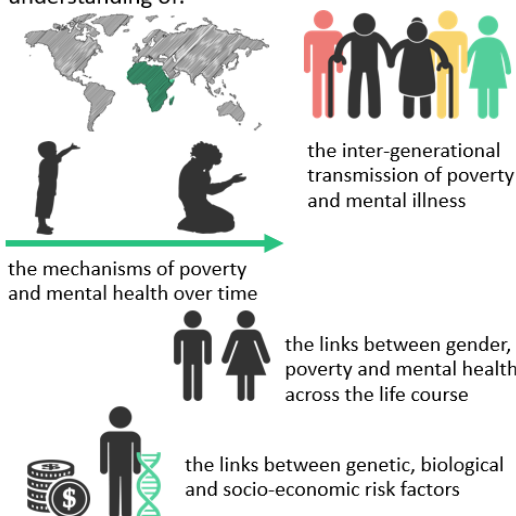 understanding of:
the inter-generational
transmission of poverty
and mental illness
the mechanisms of poverty
and mental health over time
the links between gender,
poverty and mental health
across the life course
the links between genetic, biological
and socio-economic risk factors
$